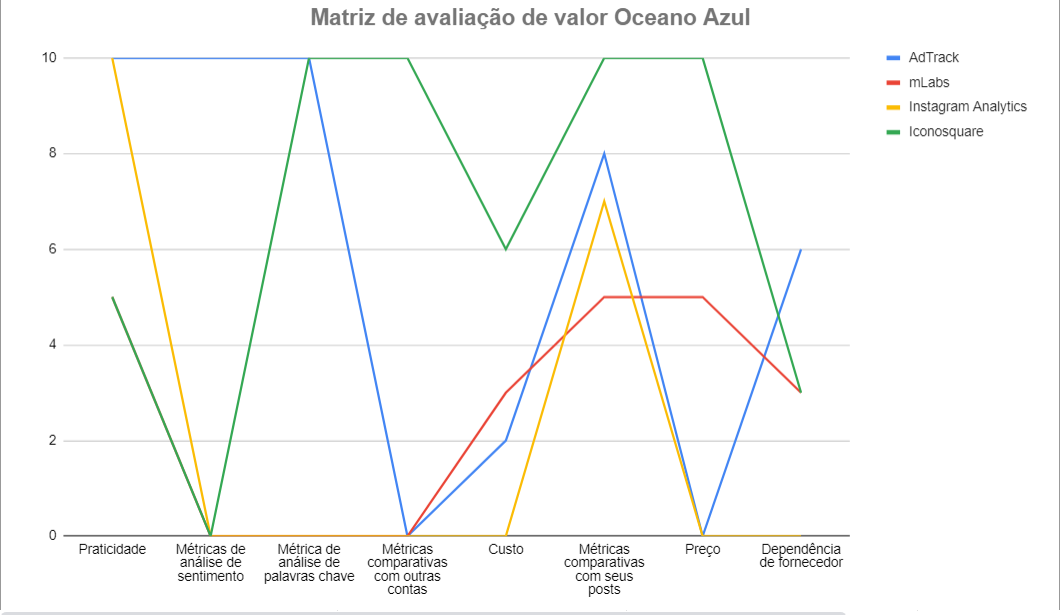 Matriz de avaliação de valor Oceano Azul
10
8
6
4
2
0
AdTrack
mLabs
Instagram Analytics
Iconosquare
Praticidade
Métricas de
análise de
sentimento
Métrica de
análise de
palavras chave
Métricas
comparativas
com outras
contas
Custo
Métricas
comparativas
com seus
posts
Preço
Dependência
de fornecedor